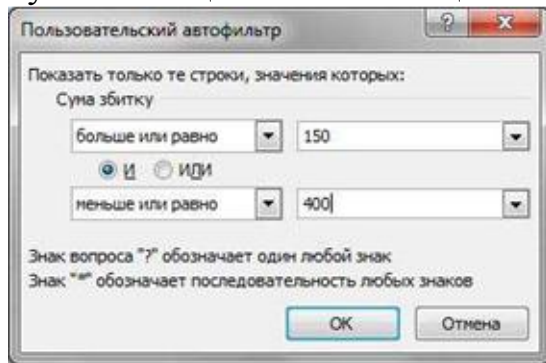 Пользовательский автофильтр
Показать только те строки, значения которых:
Сума збитку
больше или равно 150
И ИЛИ
меньше или равно 400
Знак вопроса "?" обозначает один любой знак
Знак "*" обозначает последовательность любых знаков
ОК Отмена